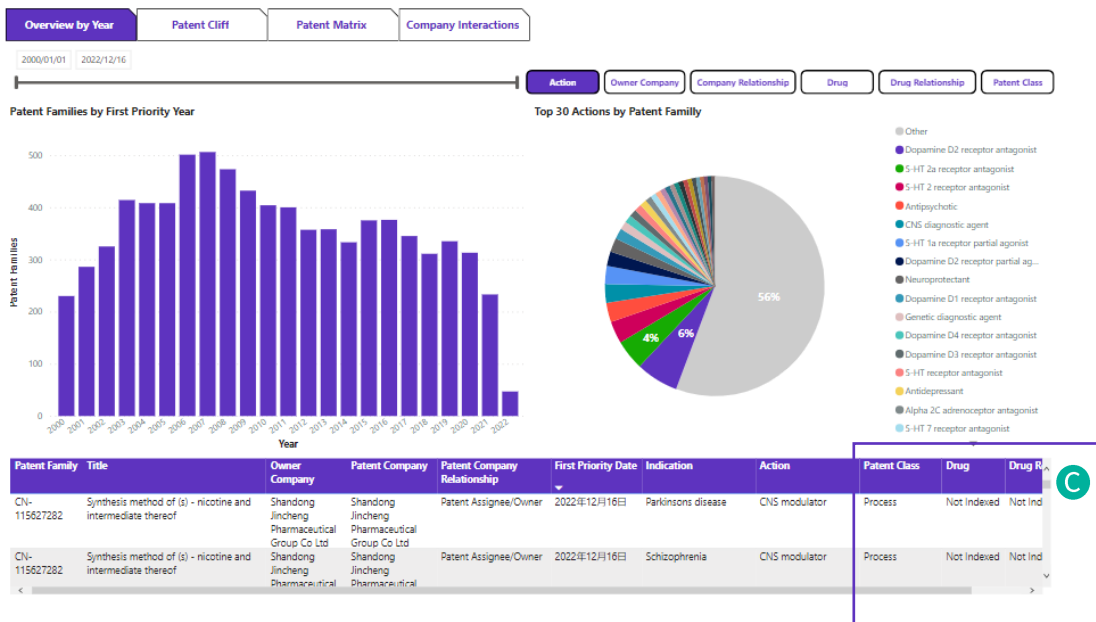 Overview by Year
Patent Cliff
Patent Matrix
Company Interactions
2000/01/01
2022/12/16
Action
Owner Company
Company Relationship
Drug
Drug Relationship
Patent Class
Patent Families by First Priority Year
Patent Families
500
400
300
200
100
0
2000
2001
2002
2003
2004
2005
2006
2007
2008
2009
2010
2011
2012
2013
2014
2015
2016
2017
2018
2019
2020
2021
2022
Year
Top 30 Actions by Patent Familly
56%
6%
4%
Other
Dopamine D2 receptor antagonist
5-HT 2a receptor antagonist
5-HT 2 receptor antagonist
Antipsychotic
CNS diagnostic agent
5-HT 1a receptor partial agonist
Dopamine D2 receptor partial ag...
Neuroprotectant
Dopamine D1 receptor antagonist
Genetic diagnostic agent
Dopamine D4 receptor antagonist
Dopamine D3 receptor antagonist
5-HT receptor antagonist
Antidepressant
Alpha 2C adrenoceptor antagonist
5-HT 7 receptor antagonist
Patent Family
Title
Owner
Company
Patent Company
Patent Company
Relationship
First Priority Date
Indication
Action
Patent Class
Drug
Drug R
C
CN-
115627282
Synthesis method of (s) - nicotine and
intermediate thereof
Shandong
Jincheng
Pharmaceutical
Group Co Ltd
Shandong
Jincheng
Pharmaceutical
Group Co Ltd
Patent Assignee/Owner
2022年12月16日
Parkinsons disease
CNS modulator
Process
Not Indexed
Not Ind
CN-
115627282
Synthesis method of (s) - nicotine and
intermediate thereof
Shandong
Jincheng
Pharmaceutical
Shandong
Jincheng
Pharmaceutical
Patent Assignee/Owner
2022年12月16日
Schizophrenia
CNS modulator
Process
Not Indexed
Not Ind